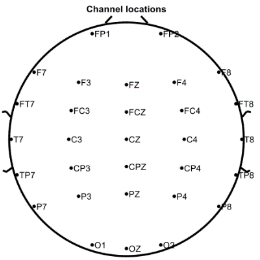 Channel locations
FP1 FP2
F7 F8
F3 FZ F4
FT7 FT8
FC3 FCZ FC4
T7 C3 CZ C4 T8
CP3 CPZ CP4
TP7 TP8
P3 PZ P4
P7 P8
O1 O2
OZ